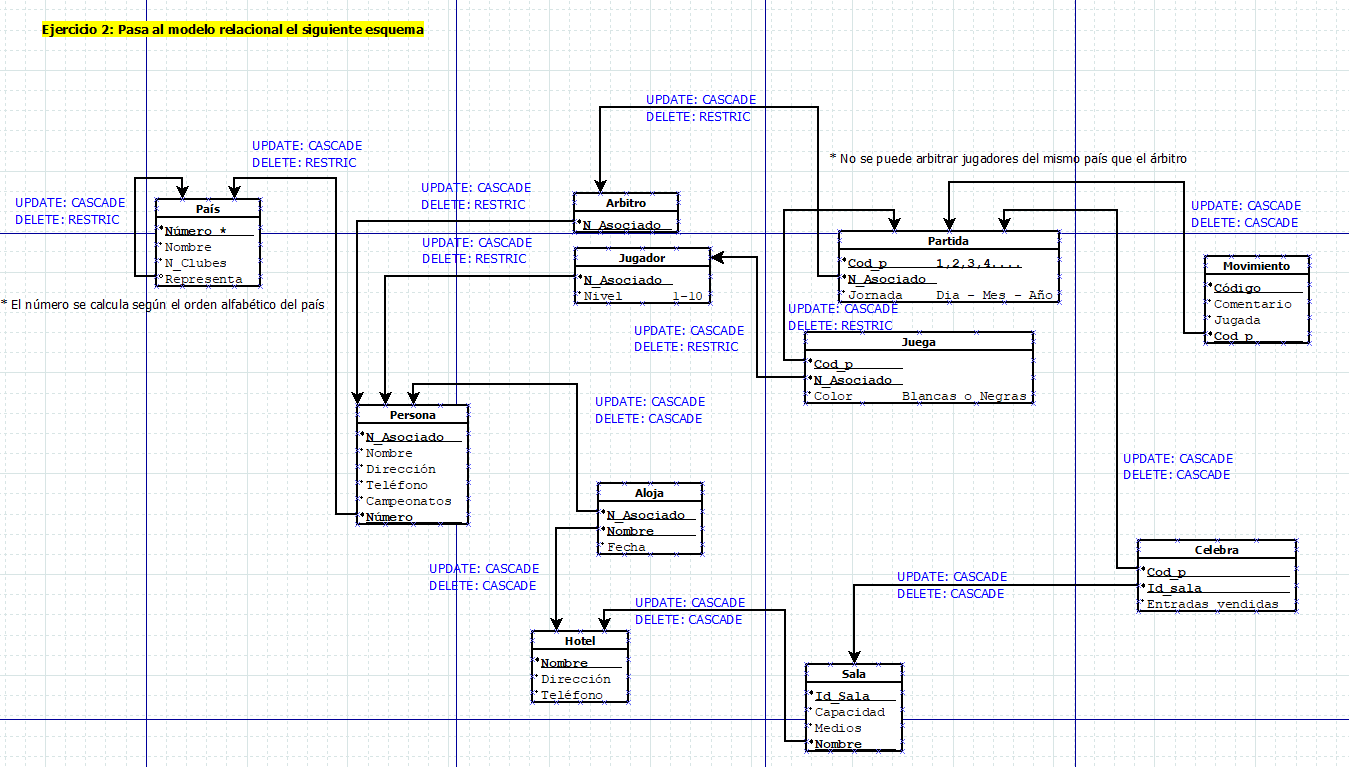 Ejercicio 2: Pasa al modelo relacional el siguiente esquema
UPDATE: CASCADE
DELETE: RESTRIC
UPDATE: CASCADE
DELETE: RESTRIC
* No se puede arbitrar jugadores del mismo país que el árbitro
UPDATE: CASCADE
DELETE: RESTRIC
UPDATE: CASCADE
DELETE: RESTRIC
UPDATE: CASCADE
DELETE: CASCADE
País
Número *
Nombre
N_Clubes
Representa
* El número se calcula según el orden alfabético del país
Arbitro
N_Asociado
UPDATE: CASCADE
DELETE: RESTRIC
Jugador
N_Asociado
Nivel 1-10
Partida
Cod_p 1,2,3,4....
N_Asociado
Jornada Dia - Mes - Año
Movimiento
Código
Comentario
Jugada
Cod_p
UPDATE: CASCADE
DELETE: RESTRIC
UPDATE: CASCADE
DELETE: RESTRIC
Juega
Cod_p
N_Asociado
Color Blancas o Negras
UPDATE: CASCADE
DELETE: CASCADE
Persona
N_Asociado
Nombre
Dirección
Teléfono
Campeonatos
Número
UPDATE: CASCADE
DELETE: CASCADE
Aloja
N_Asociado
Nombre
Fecha
Celebra
Cod_p
Id_sala
Entradas vendidas
UPDATE: CASCADE
DELETE: CASCADE
UPDATE: CASCADE
DELETE: CASCADE
UPDATE: CASCADE
DELETE: CASCADE
Hotel
Nombre
Dirección
Teléfono
Sala
Id_Sala
Capacidad
Medios
Nombre